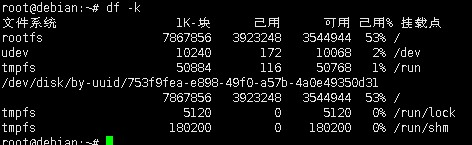 root@debian:~# df -k
文件系统 1K-块 已用 可用 已用% 挂载点
rootfs 7867856 3923248 3544944 53% /
udev 10240 172 10068 2% /dev
tmpfs 50884 116 50768 1% /run
/dev/disk/by-uuid/753f9fea-e898-49f0-a57b-4a0e49350d31
7867856 3923248 3544944 53% /
tmpfs 5120 0 5120 0% /run/lock
tmpfs 180200 0 180200 0% /run/shm
root@debian:~#